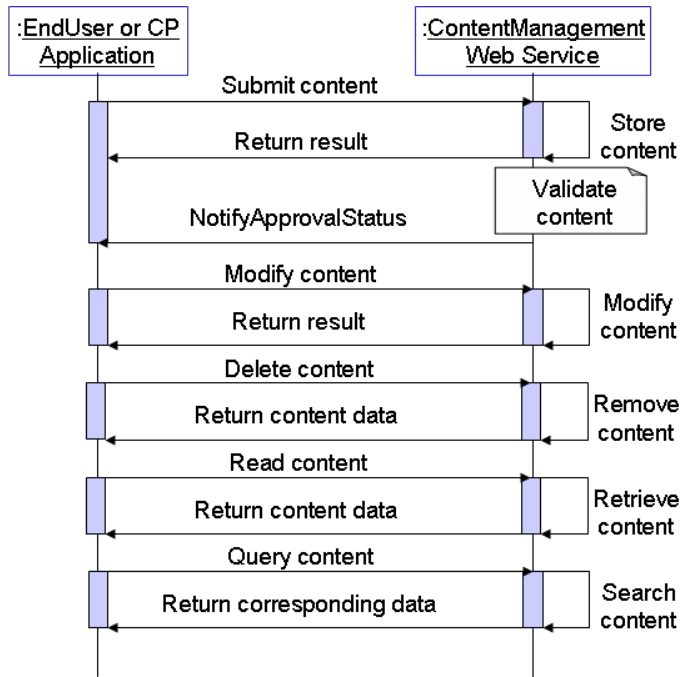 :EndUser or CP
Application
:ContentManagement
Web Service
Submit content
Store
content
Return result
Validate
content
NotifyApprovalStatus
Modify content
Modify
content
Return result
Delete content
Remove
content
Return content data
Read content
Retrieve
content
Return content data
Query content
Search
content
Return corresponding data